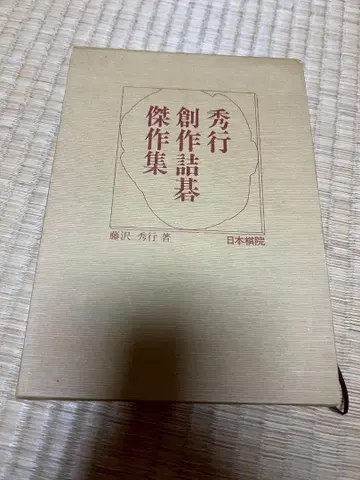 秀行
創作詰碁
傑作集
藤沢 秀行 著
日本棋院